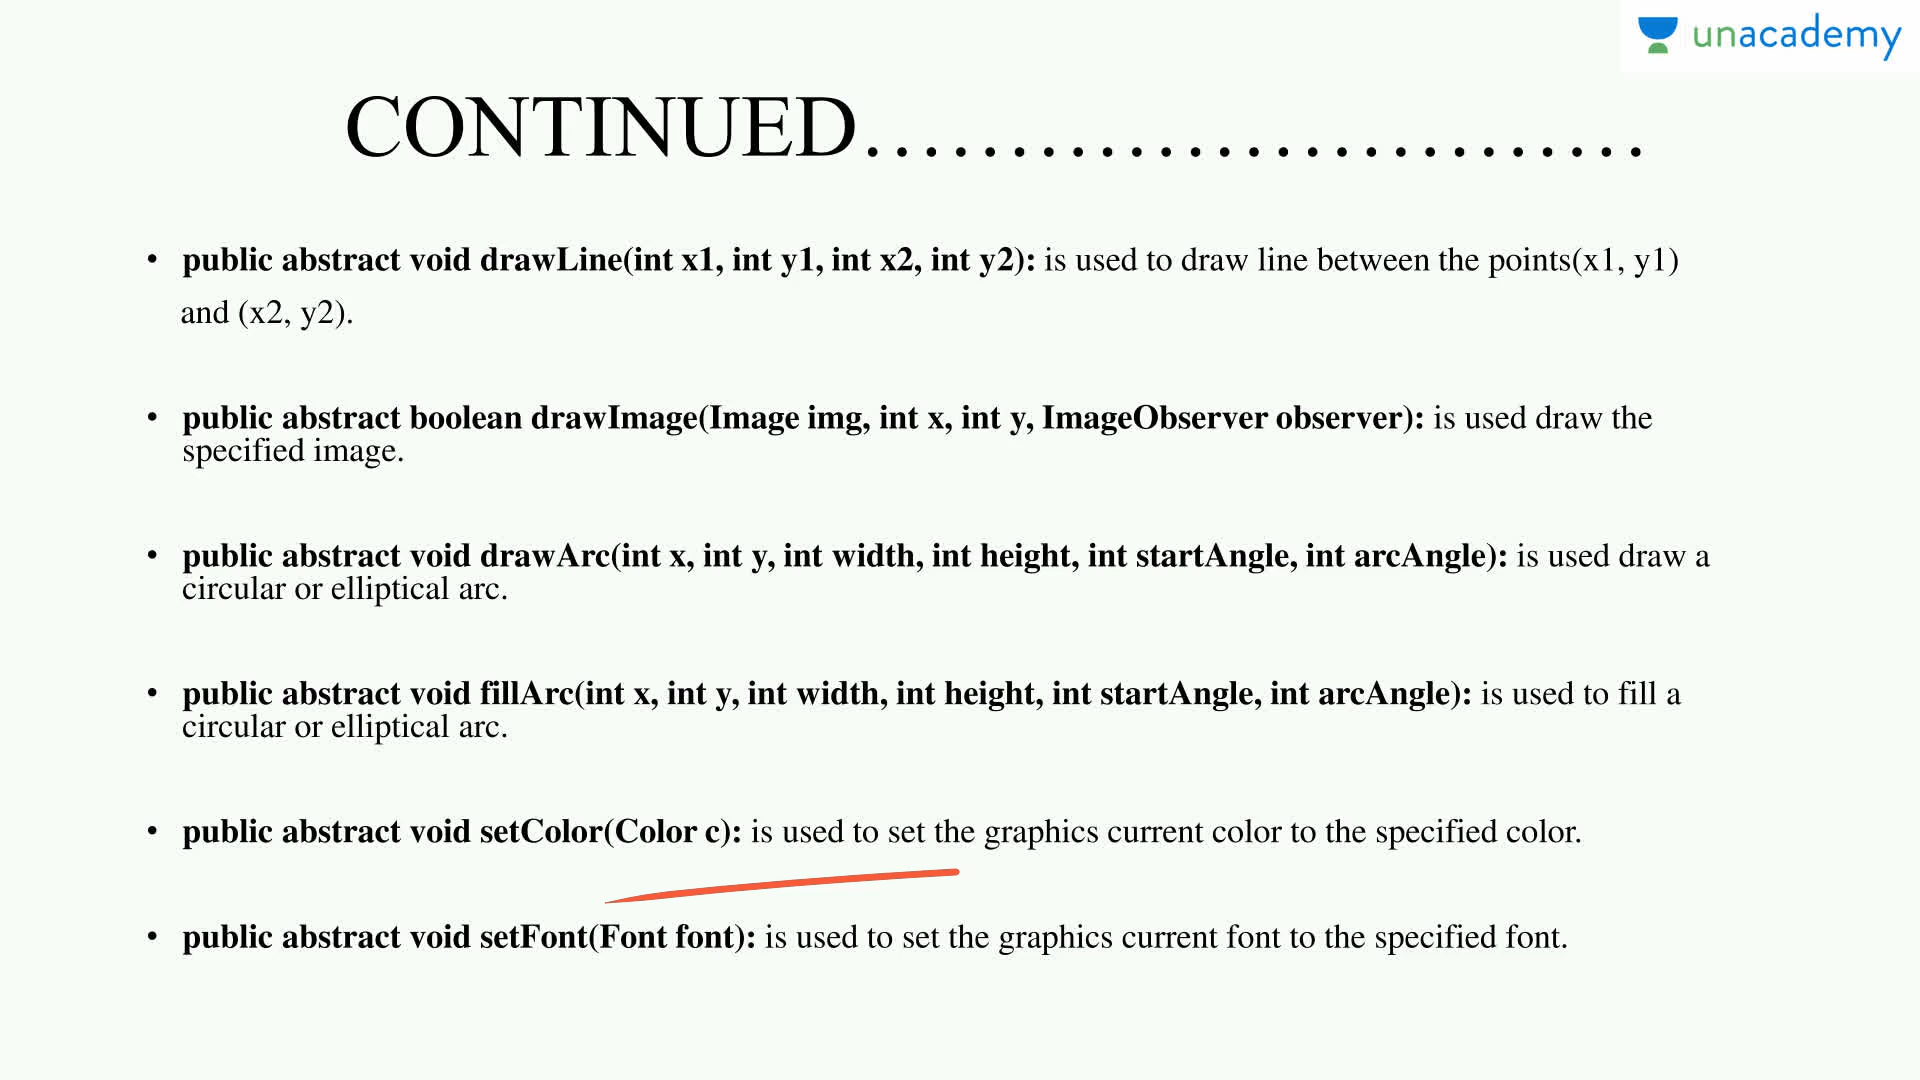 unacademy
CONTINUED...........................
• public abstract void drawLine(int x1, int y1, int x2, int y2): is used to draw line between the points(x1, y1)
and (x2, y2).
• public abstract boolean drawImage(Image img, int x, int y, ImageObserver observer): is used draw the
specified image.
• public abstract void drawArc(int x, int y, int width, int height, int startAngle, int arcAngle): is used draw a
circular or elliptical arc.
• public abstract void fillArc(int x, int y, int width, int height, int startAngle, int arcAngle): is used to fill a
circular or elliptical arc.
• public abstract void setColor(Color c): is used to set the graphics current color to the specified color.
• public abstract void setFont(Font font): is used to set the graphics current font to the specified font.